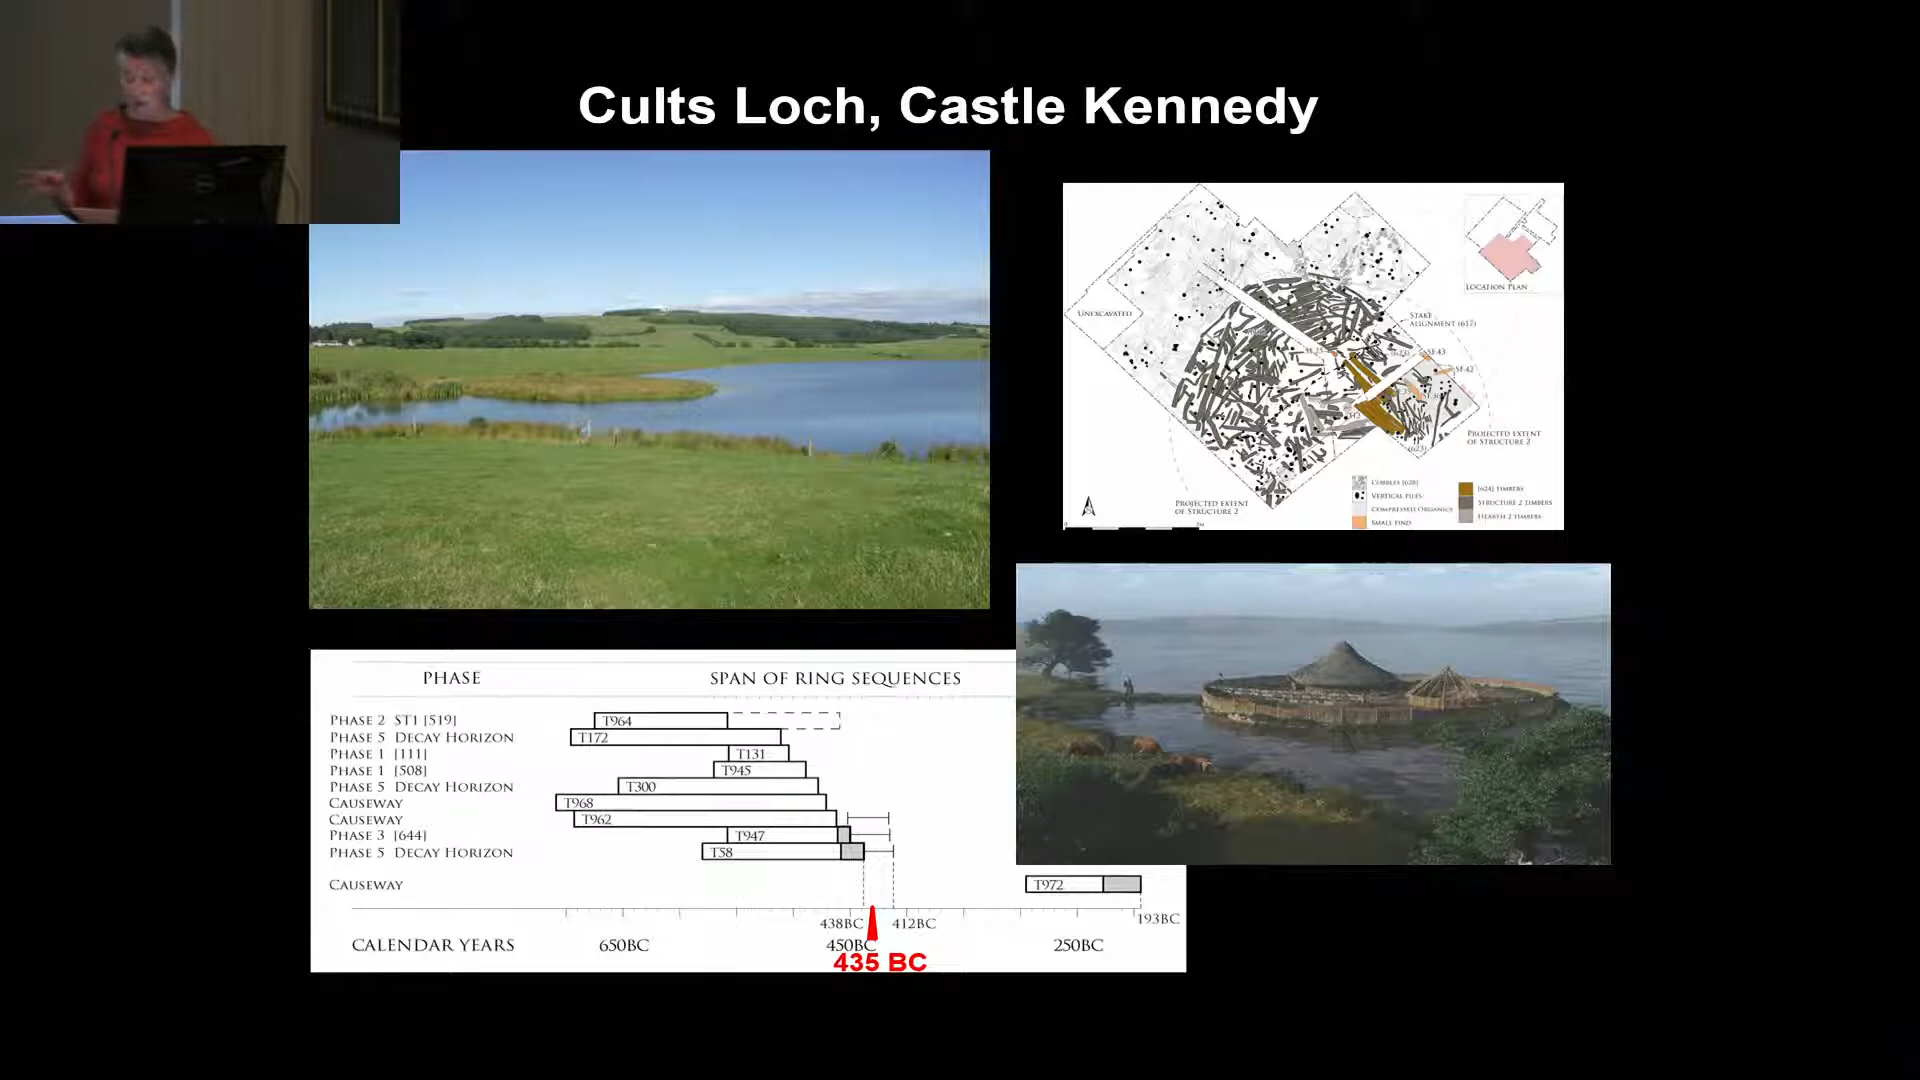 Cults Loch, Castle Kennedy
LOCATION PLAN
UNEXCAVATED
STAKE
ALIGNMENT (617)
SF43
SF42
(623)
PROJECTED EXTENT
OF STRUCTURE 2
PROJECTED EXTENT
OF STRUCTURE 2
COBBLES [628]
VERTICAL PILES
COMPRESSED ORGANICS
SMALL FIND
[624] TIMBERS
STRUCTURE 2 TIMBERS
HEARTH 2 TIMBERS
PHASE SPAN OF RING SEQUENCES
PHASE 2 ST1 [519] T964
PHASE 5 DECAY HORIZON T172
PHASE 1 [111] T131
PHASE 1 [508] T945
PHASE 5 DECAY HORIZON T300
CAUSEWAY T968
CAUSEWAY T962
PHASE 3 [644] T947
PHASE 5 DECAY HORIZON T58
CAUSEWAY T972
438BC 412BC 193BC
CALENDAR YEARS 650BC 450BC 250BC
435 BC